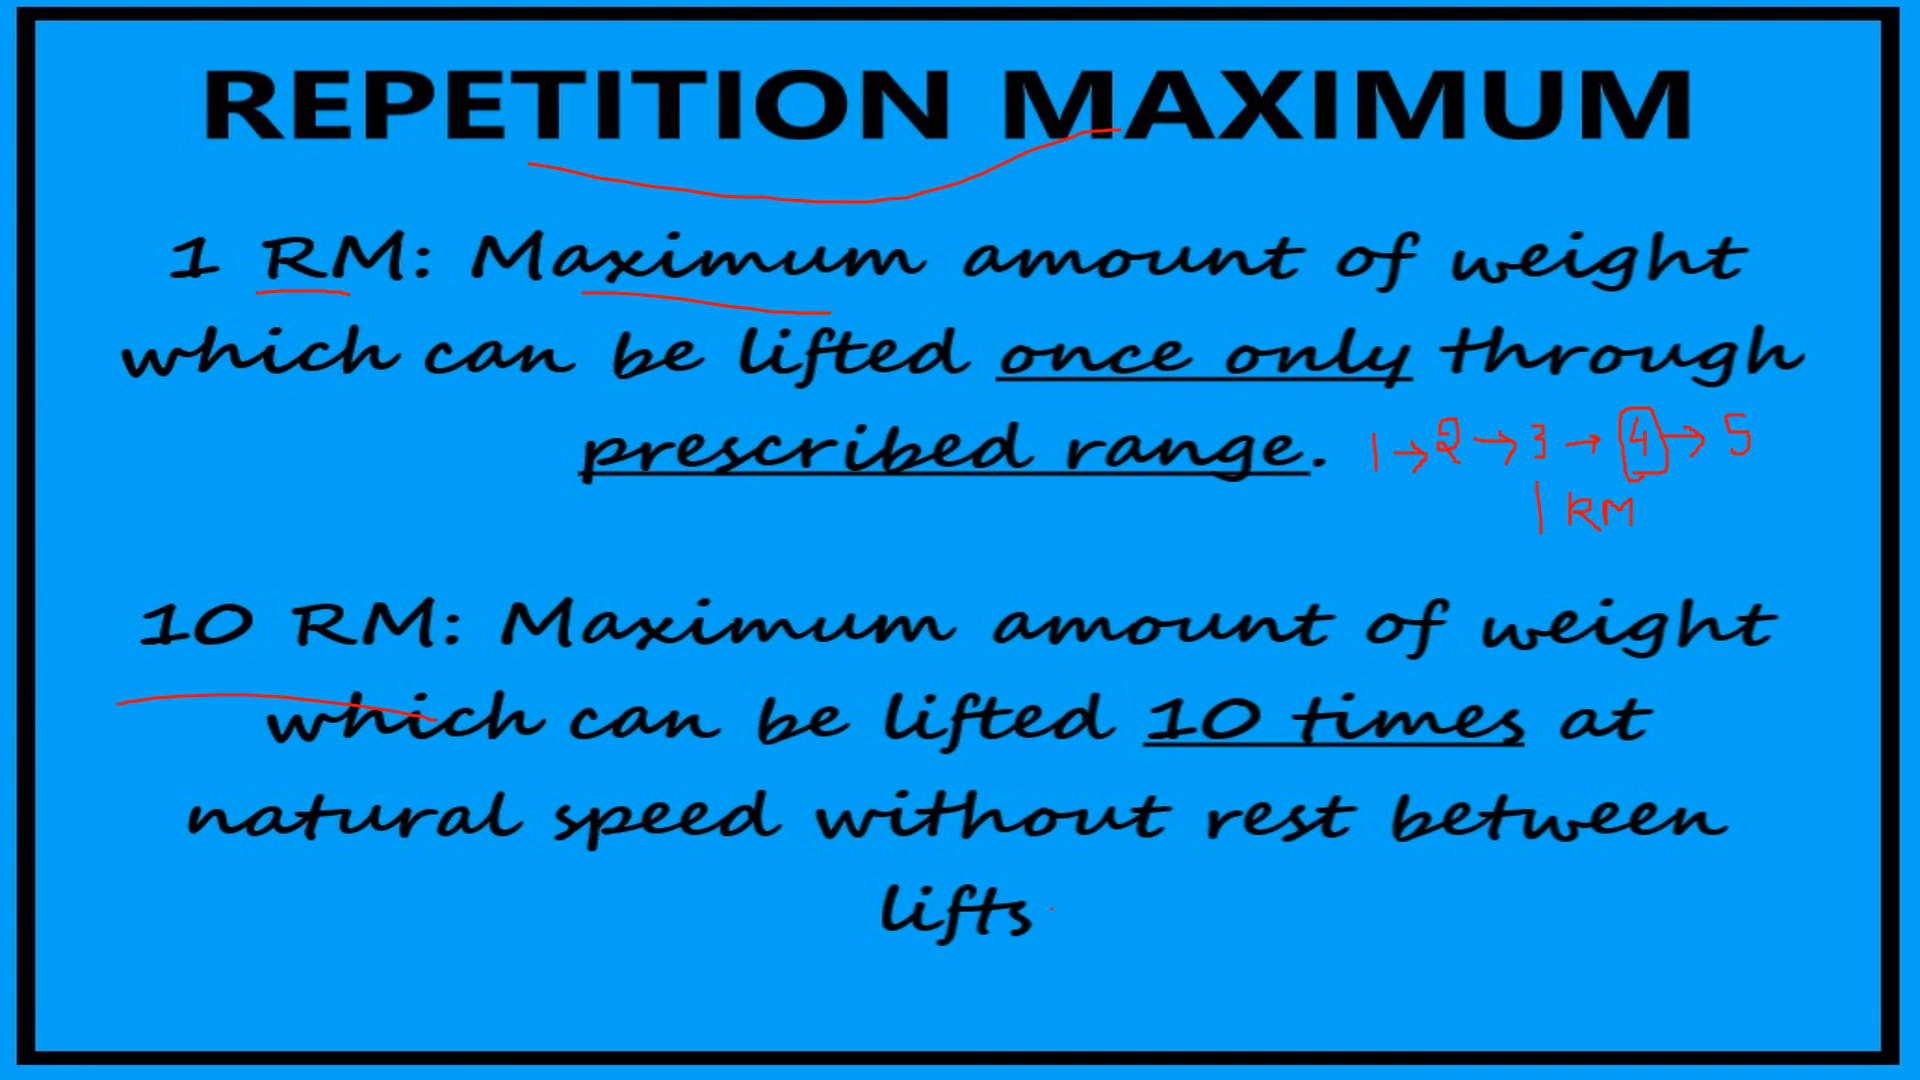 REPETITION MAXIMUM
1 RM: Maximum amount of weight
which can be lifted once only through
prescribed range.
1 → 2 → 3 → 4 → 5
1 RM
10 RM: Maximum amount of weight
which can be lifted 10 times at
natural speed without rest between
lifts